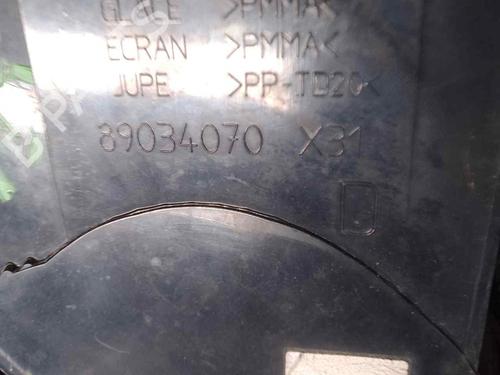 GLACE >PMMA<
ECRAN >PMMA<
JUPE >PP-TD20<
89034070 X31
D